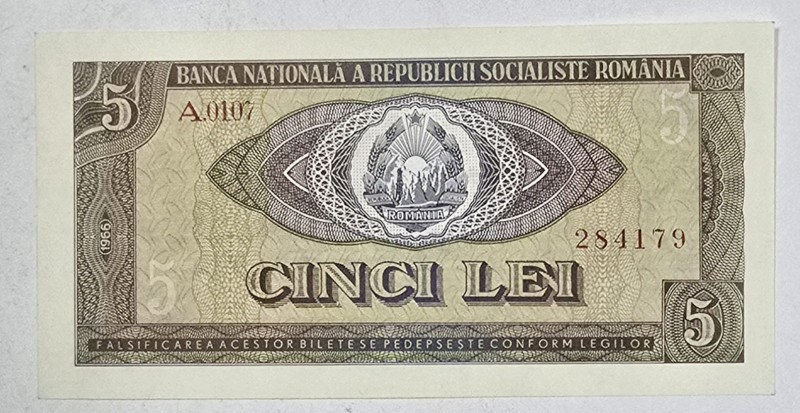 BANCA NAȚIONALĂ A REPUBLICII SOCIALISTE ROMÂNIA
5
A.0107
5
ROMÂNIA
(1966)
284179
5
CINCI LEI
5
FALSIFICAREA ACESTOR BILETE SE PEDEPSEȘTE CONFORM LEGILOR